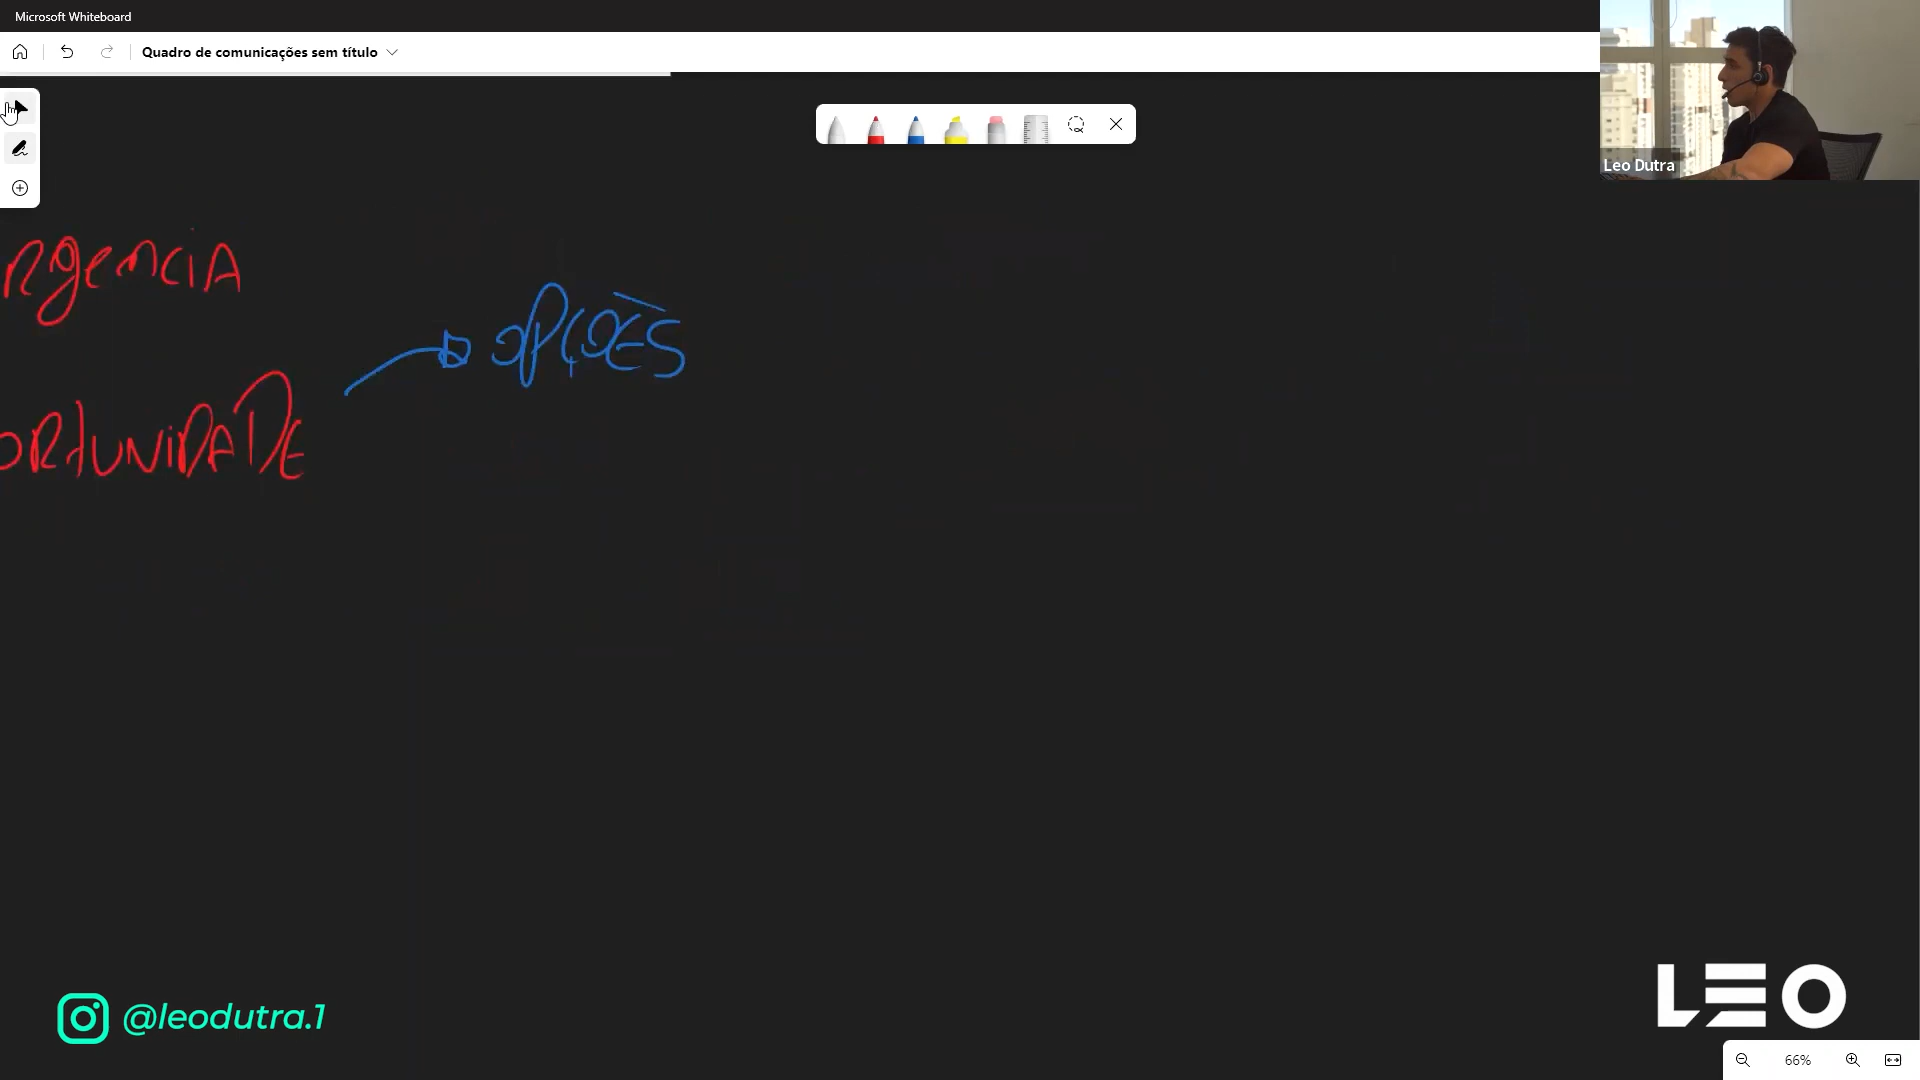 Microsoft Whiteboard
Quadro de comunicações sem título
Leo Dutra
rgencia
OPÇÕES
ORTUNIDADE
@leodutra.1
LEO
66%